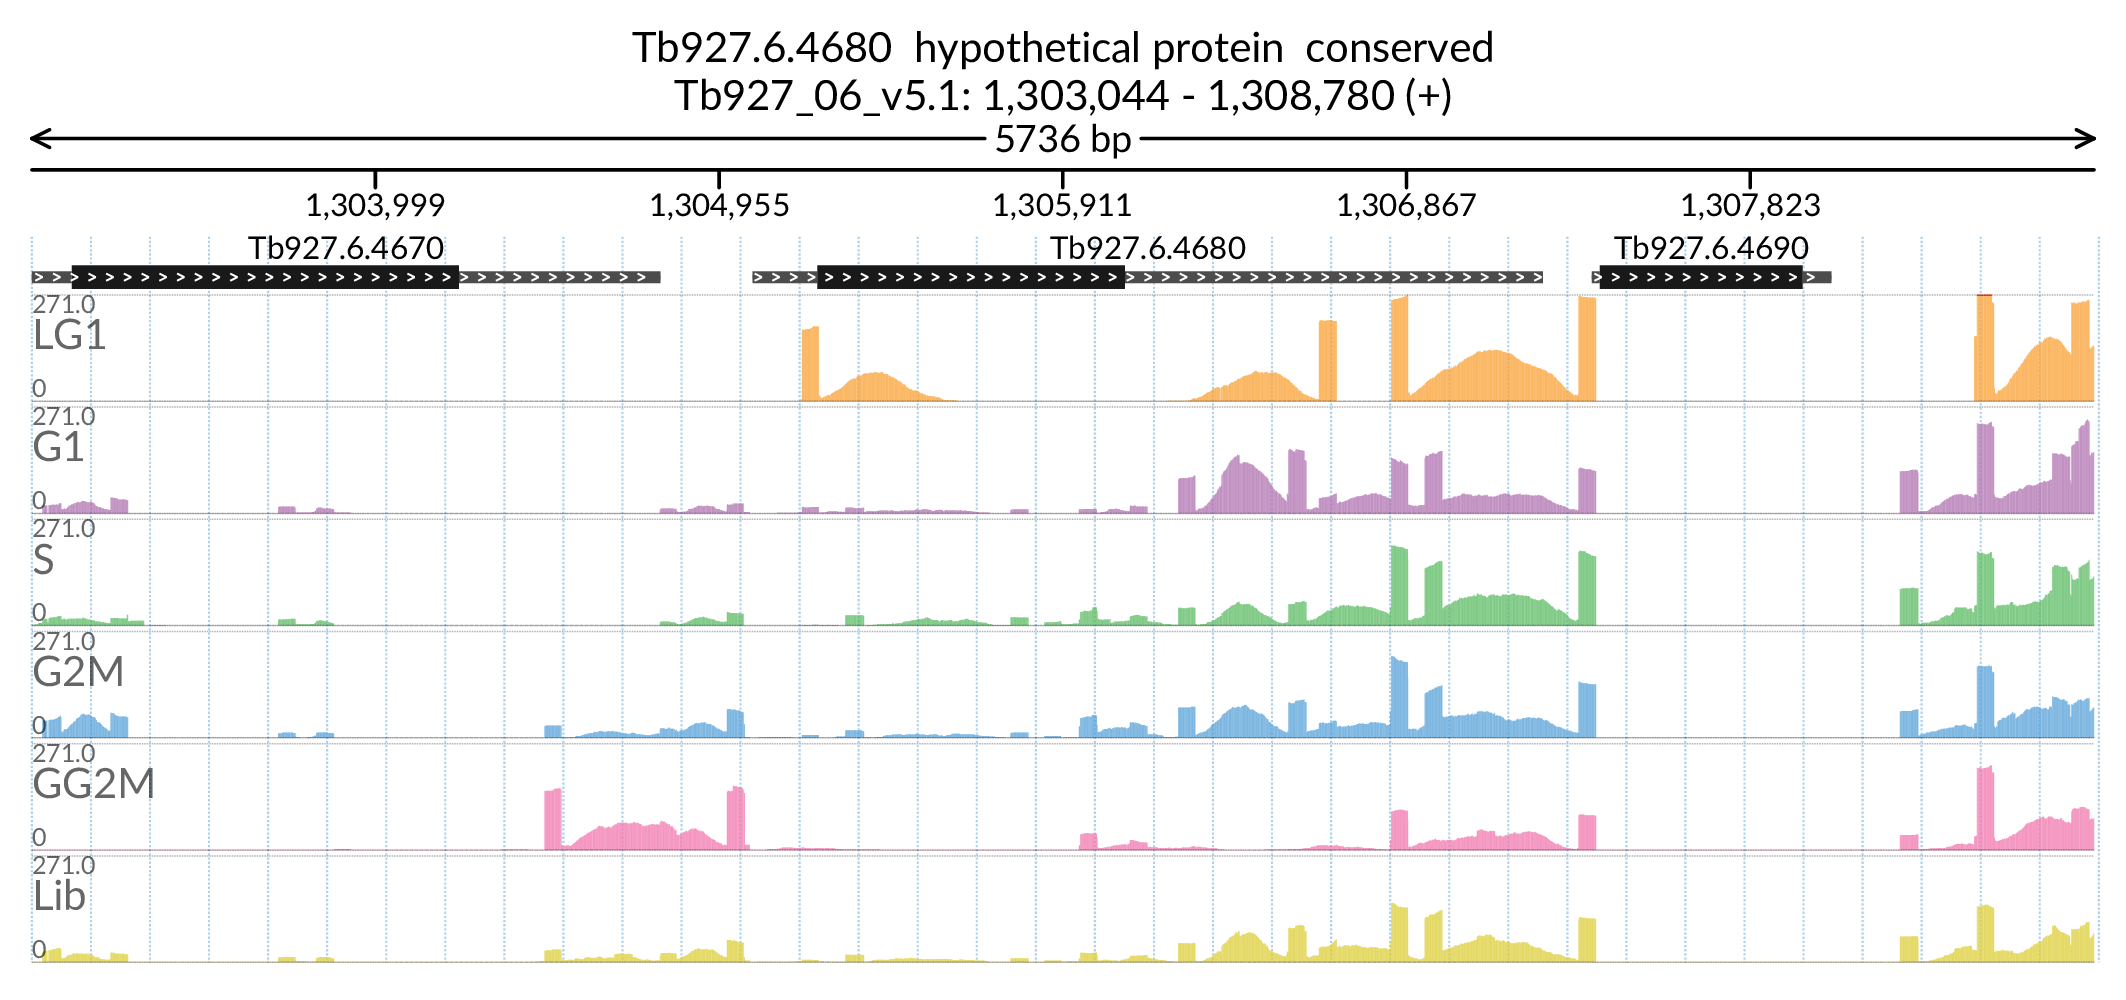 Tb927.6.4680  hypothetical protein  conserved
Tb927_06_v5.1: 1,303,044 - 1,308,780 (+)
5736 bp
1,303,999 1,304,955 1,305,911 1,306,867 1,307,823
Tb927.6.4670 Tb927.6.4680 Tb927.6.4690
271.0
LG1
0
271.0
G1
0
271.0
S
0
271.0
G2M
0
271.0
GG2M
0
271.0
Lib
0